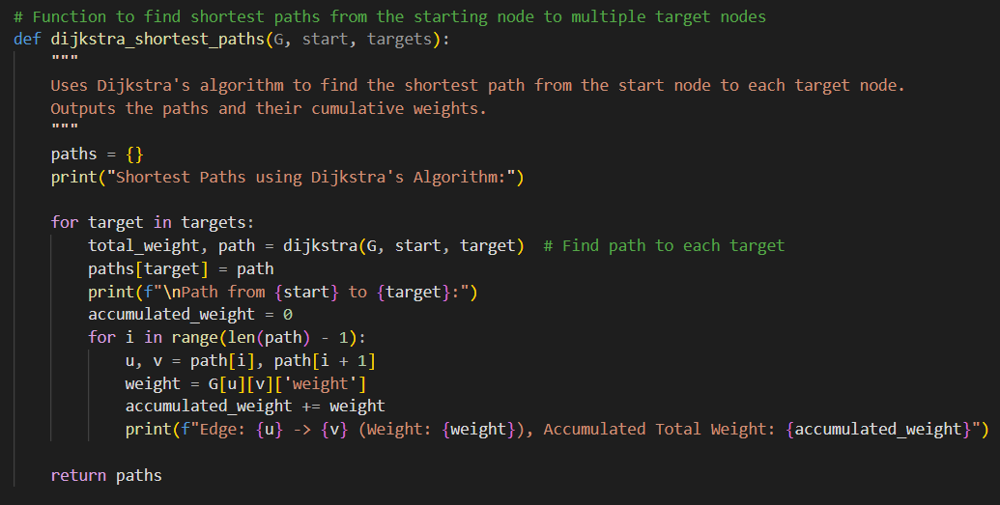 # Function to find shortest paths from the starting node to multiple target nodes
def dijkstra_shortest_paths(G, start, targets):
    """
    Uses Dijkstra's algorithm to find the shortest path from the start node to each target node.
    Outputs the paths and their cumulative weights.
    """
    paths = {}
    print("Shortest Paths using Dijkstra's Algorithm:")

    for target in targets:
        total_weight, path = dijkstra(G, start, target)  # Find path to each target
        paths[target] = path
        print(f"\nPath from {start} to {target}:")
        accumulated_weight = 0
        for i in range(len(path) - 1):
            u, v = path[i], path[i + 1]
            weight = G[u][v]['weight']
            accumulated_weight += weight
            print(f"Edge: {u} -> {v} (Weight: {weight}), Accumulated Total Weight: {accumulated_weight}")

    return paths